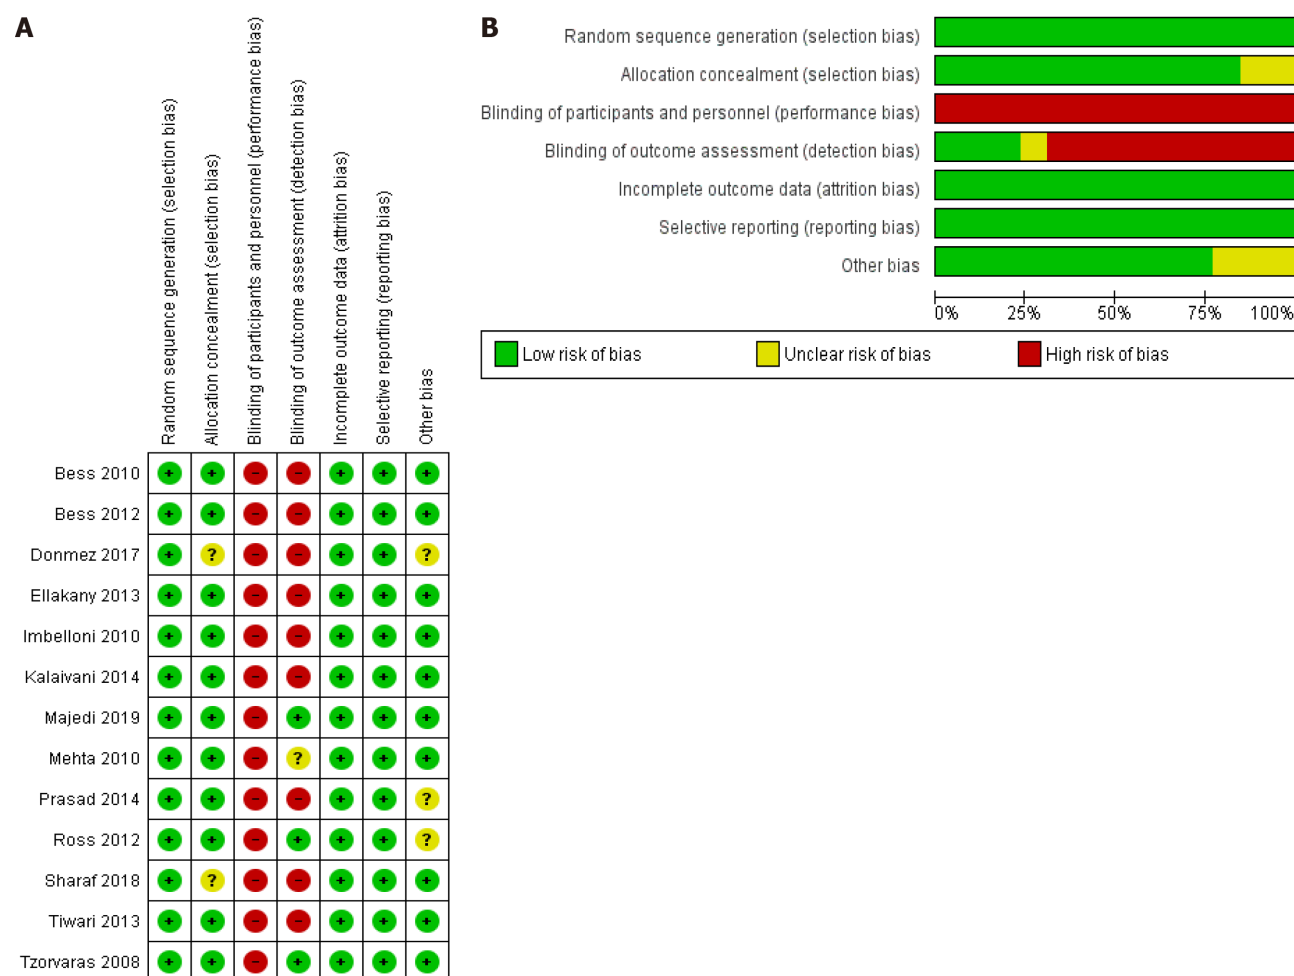 A
Random sequence generation (selection bias)
Allocation concealment (selection bias)
Blinding of participants and personnel (performance bias)
Blinding of outcome assessment (detection bias)
Incomplete outcome data (attrition bias)
Selective reporting (reporting bias)
Other bias
Bess 2010 + + - - + + +
Bess 2012 + + - - + + +
Donmez 2017 + ? - - + + ?
Ellakany 2013 + + - - + + +
Imbelloni 2010 + + - - + + +
Kalaivani 2014 + + - - + + +
Majedi 2019 + + - + + + +
Mehta 2010 + + - ? + + +
Prasad 2014 + + - - + + ?
Ross 2012 + + - + + + ?
Sharaf 2018 + ? - - + + +
Tiwari 2013 + + - - + + +
Tzorvaras 2008 + + - + + + +
B
Random sequence generation (selection bias)
Allocation concealment (selection bias)
Blinding of participants and personnel (performance bias)
Blinding of outcome assessment (detection bias)
Incomplete outcome data (attrition bias)
Selective reporting (reporting bias)
Other bias
0% 25% 50% 75% 100%
Low risk of bias Unclear risk of bias High risk of bias